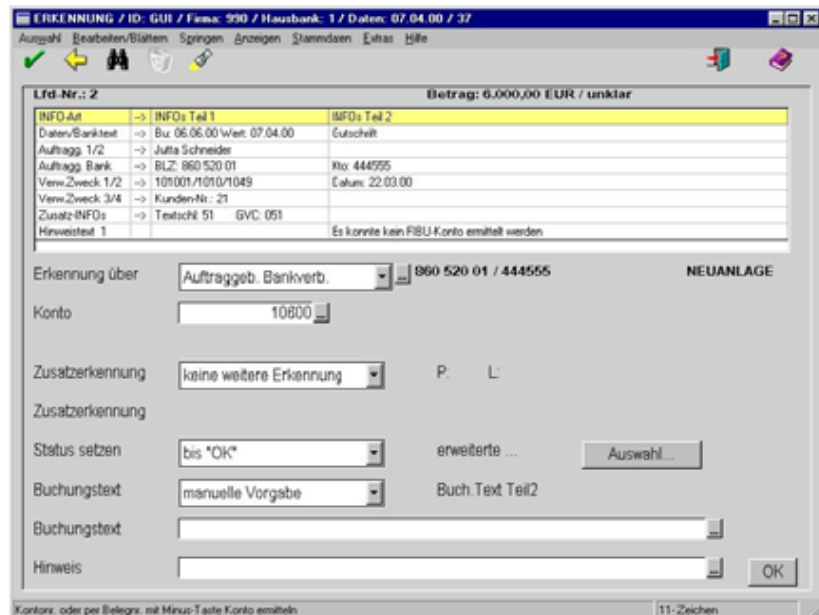 ERKENNUNG / ID: GUI / Firma: 990 / Hausbank: 1 / Daten: 07.04.00 / 37
Auswahl Bearbeiten/Blättern Springen Anzeigen Stammdaten Extras Hilfe
Lfd-Nr.: 2 Betrag: 6.000,00 EUR / unklar
INFO-Art -> INFOs Teil 1 INFOs Teil 2
Daten/Banktext -> Bu: 06.06.00 Wert: 07.04.00 Gutschrift
Auftragg. 1/2 -> Jutta Schneider
Auftragg. Bank -> BLZ: 860 520 01 Kto: 444555
Verw.Zweck 1/2 -> 101001/1010/1049 Datum: 22.03.00
Verw.Zweck 3/4 -> Kunden-Nr.: 21
Zusatz-INFOs -> Textschl: 51 GVC: 051
Hinweistext 1 Es konnte kein FIBU-Konto ermittelt werden
Erkennung über Auftraggeb. Bankverb. ... 860 520 01 / 444555 NEUANLAGE
Konto 10600 ...
Zusatzerkennung keine weitere Erkennung P: L:
Zusatzerkennung
Status setzen bis "OK" erweiterte ... Auswahl...
Buchungstext manuelle Vorgabe Buch.Text Teil2
Buchungstext ...
Hinweis ... OK
Kontonr. oder per Belegnr. mit Minus-Taste Konto ermitteln 11-Zeichen